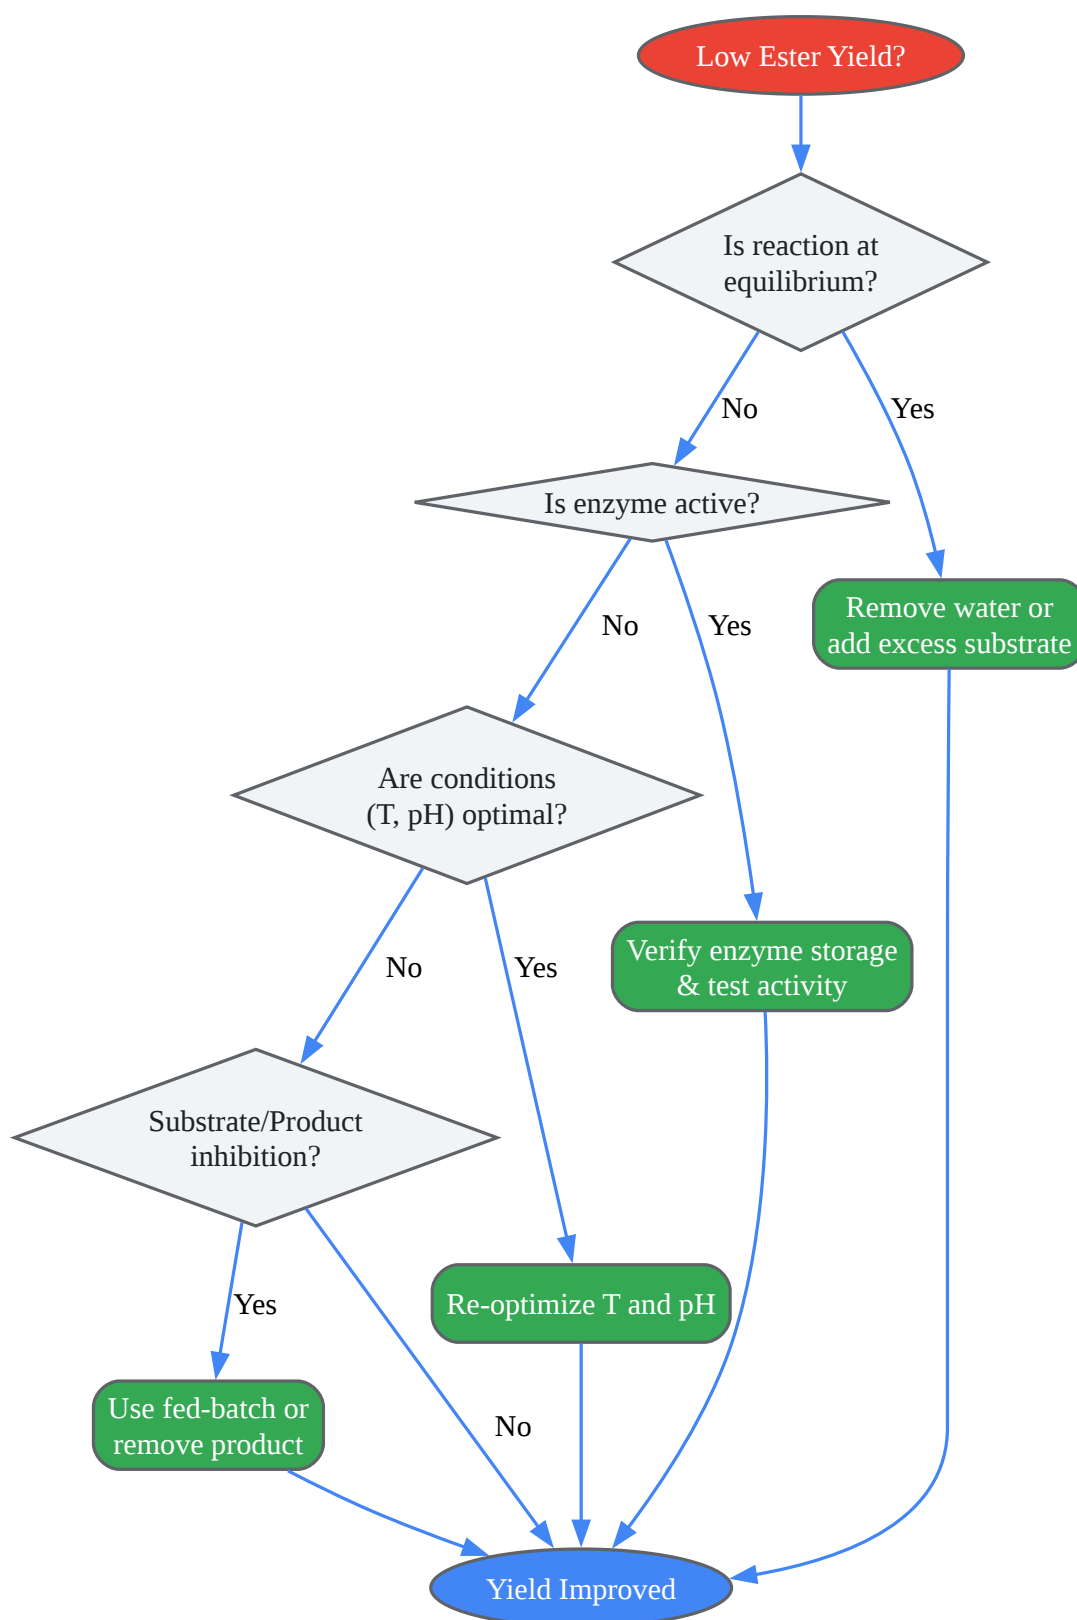 Low Ester Yield?
Is reaction at
equilibrium?
No
Yes
Is enzyme active?
Remove water or
add excess substrate
No
Yes
Are conditions
(T, pH) optimal?
Verify enzyme storage
& test activity
No
Yes
Substrate/Product
inhibition?
Re-optimize T and pH
Yes
Use fed-batch or
remove product
No
Yield Improved